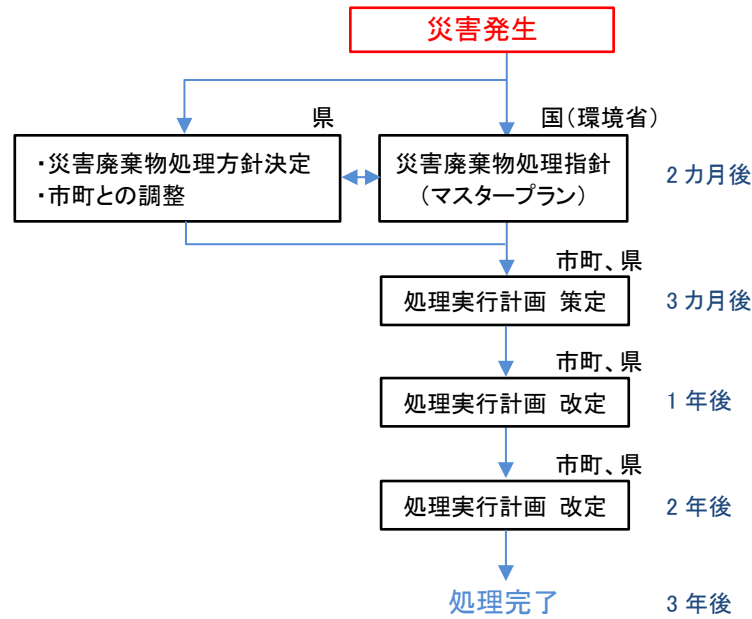 災害発生
県
国(環境省)
・災害廃棄物処理方針決定
・市町との調整
災害廃棄物処理指針
(マスタープラン)
2 カ月後
市町、県
処理実行計画 策定
3 カ月後
市町、県
処理実行計画 改定
1 年後
市町、県
処理実行計画 改定
2 年後
処理完了
3 年後